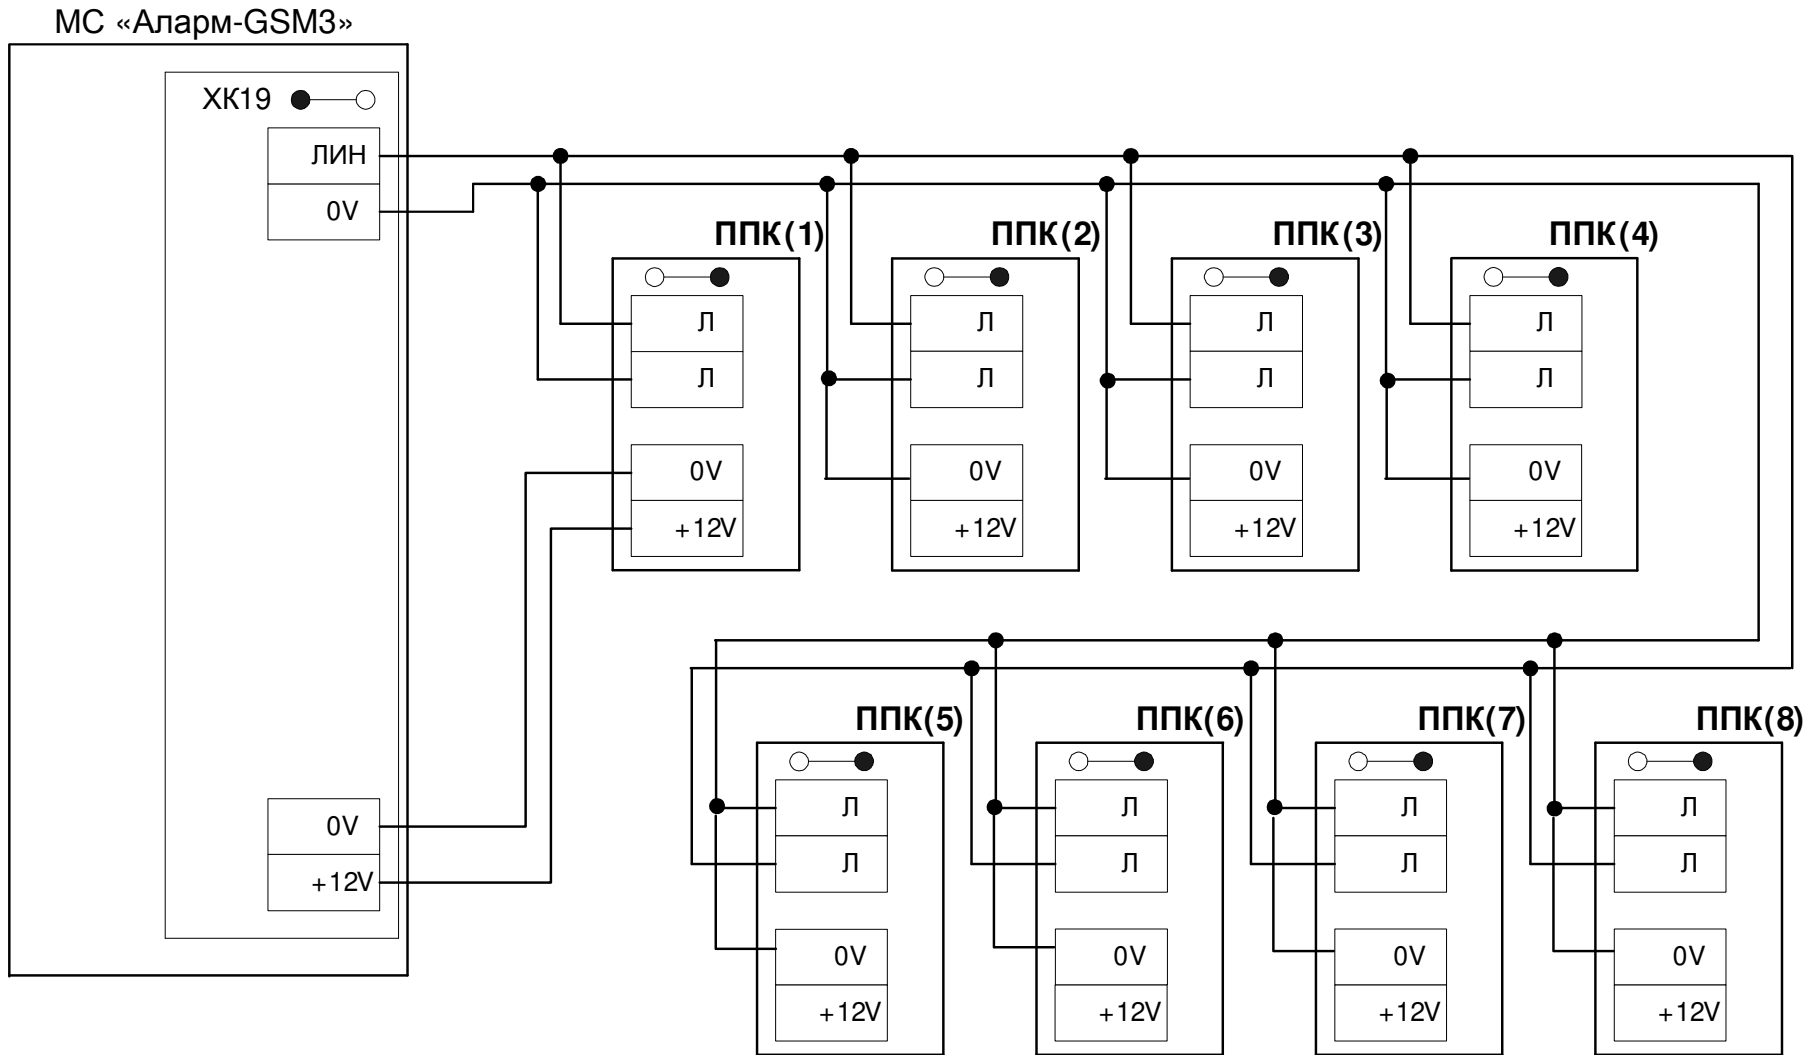 МС «Аларм-GSM3»
ХК19
ЛИН
0V
ППК(1)
ППК(2)
ППК(3)
ППК(4)
Л
Л
Л
Л
Л
Л
Л
Л
0V
0V
0V
0V
+12V
+12V
+12V
+12V
ППК(5)
ППК(6)
ППК(7)
ППК(8)
0V
+12V
Л
Л
Л
Л
Л
Л
Л
Л
0V
0V
0V
0V
+12V
+12V
+12V
+12V